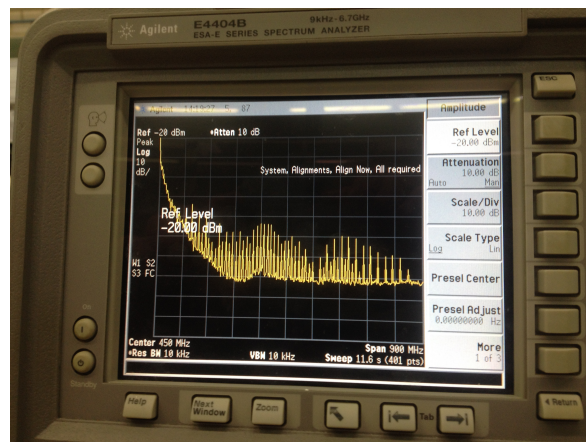 Agilent E4404B 9kHz-6.7GHz
ESA-E SERIES SPECTRUM ANALYZER
ESC
Agilent
Amplitude
Ref -20 dBm •Atten 10 dB
Peak
Log
10
dB/
System, Alignments, Align Now, All required
Ref Level
-20.00 dBm
W1 S2
S3 FC
Center 450 MHz Span 900 MHz
•Res BW 10 kHz VBW 10 kHz Sweep 11.6 s (401 pts)
Ref Level
-20.00 dBm
Attenuation
10.00 dB
Auto Man
Scale/Div
10.00 dB
Scale Type
Log Lin
Presel Center
Presel Adjust
0.00000000 Hz
More
1 of 3
On
Standby
Help
Next
Window
Zoom
Tab
Return